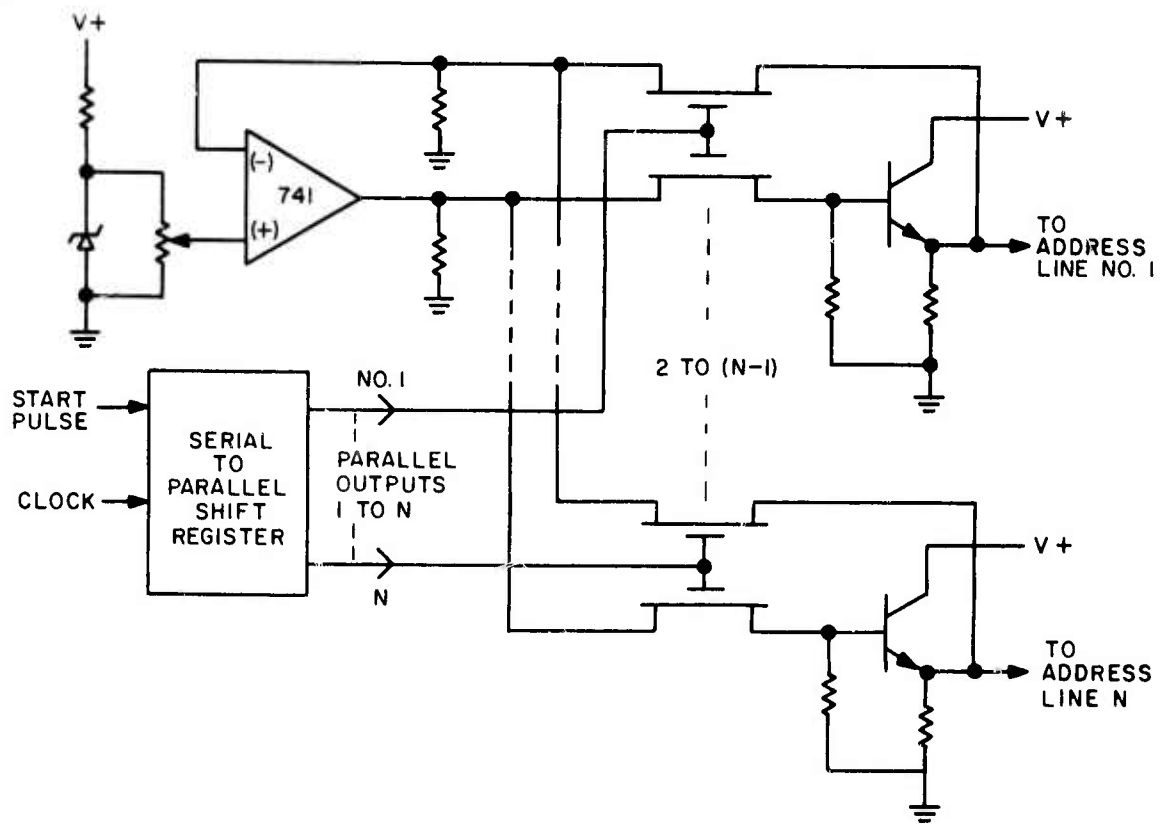 V+
(-)
741
(+)
V+
TO
ADDRESS
LINE NO. 1
2 TO (N-1)
START
PULSE
CLOCK
SERIAL
TO
PARALLEL
SHIFT
REGISTER
NO. 1
PARALLEL
OUTPUTS
1 TO N
N
V+
TO
ADDRESS
LINE N